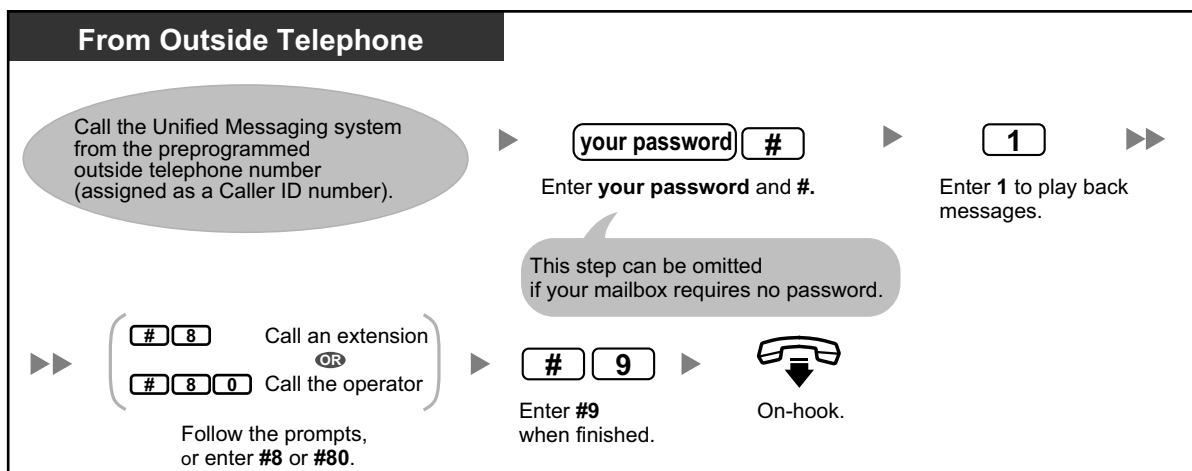 From Outside Telephone
Call the Unified Messaging system
from the preprogrammed
outside telephone number
(assigned as a Caller ID number).
your password #
Enter your password and #.
This step can be omitted
if your mailbox requires no password.
1
Enter 1 to play back
messages.
# 8 Call an extension
OR
# 8 0 Call the operator
Follow the prompts,
or enter #8 or #80.
# 9
Enter #9
when finished.
On-hook.